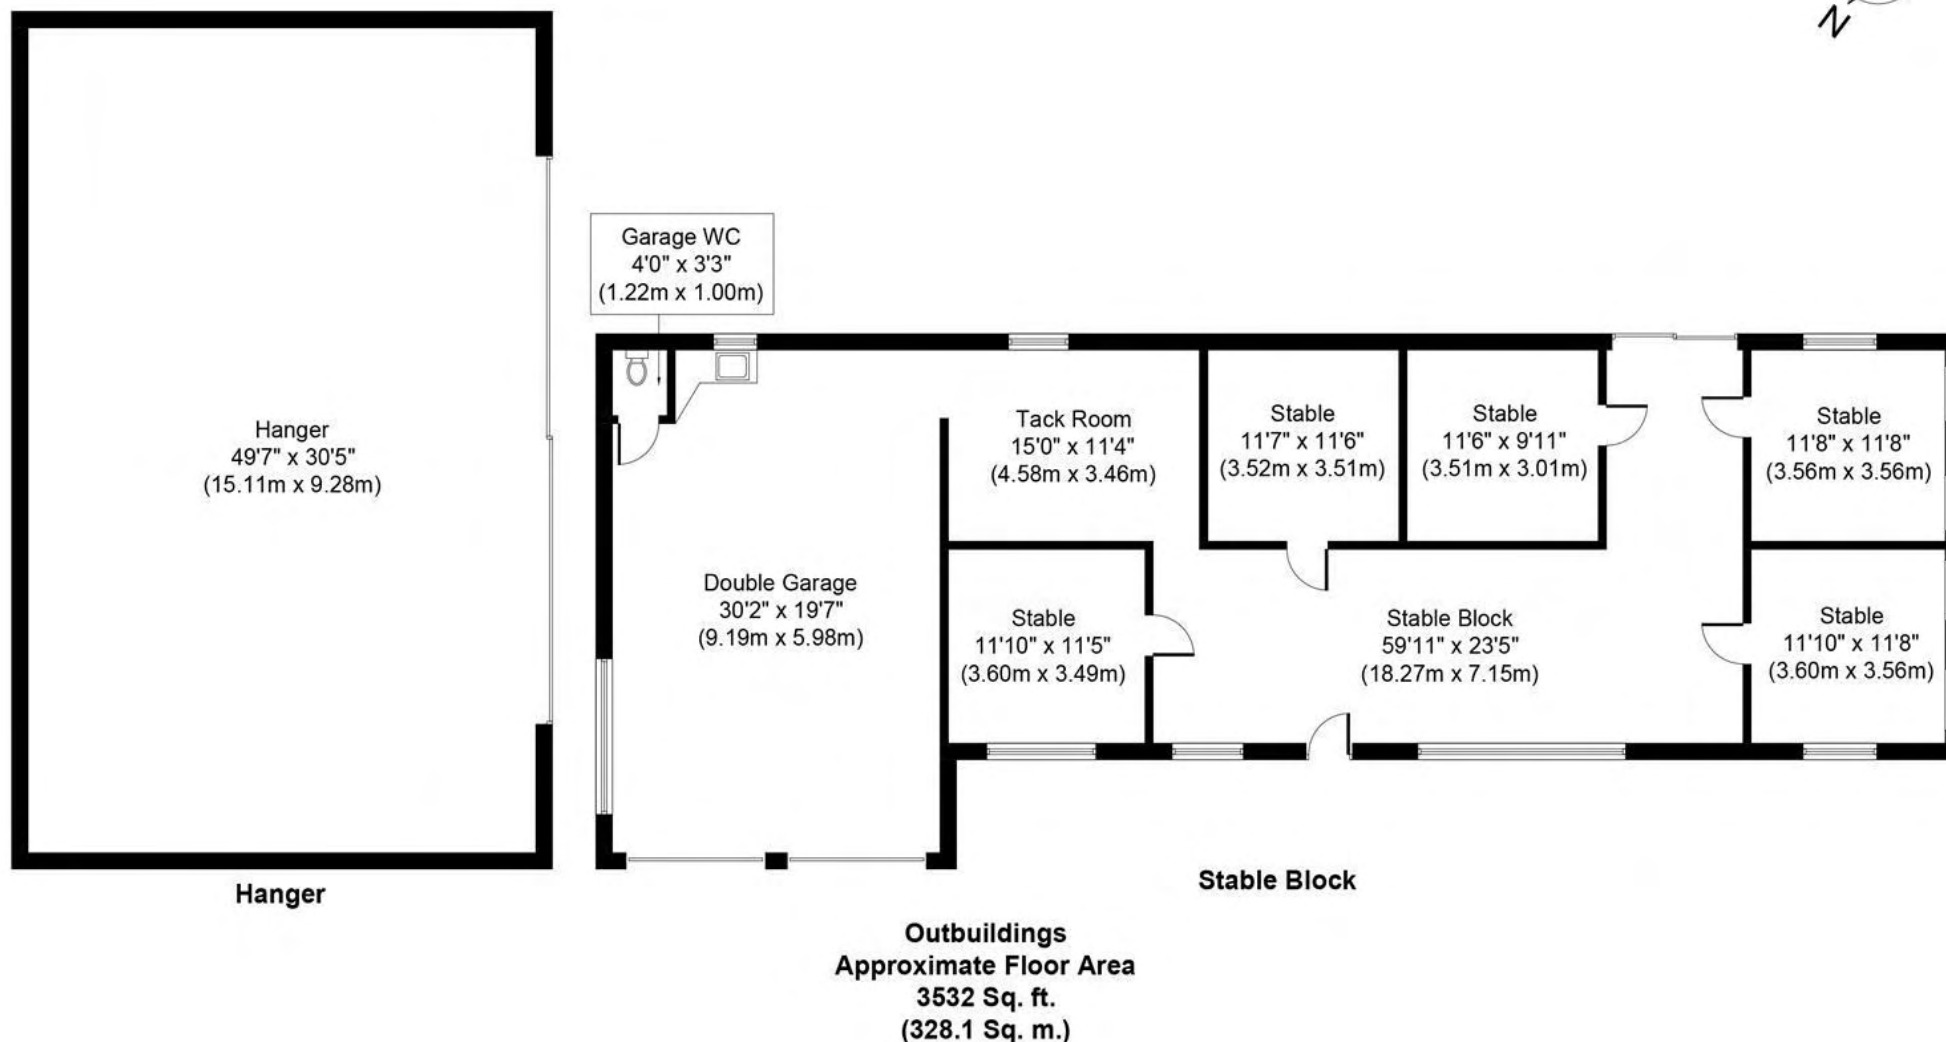 N
Garage WC
4'0" x 3'3"
(1.22m x 1.00m)
Hanger
49'7" x 30'5"
(15.11m x 9.28m)
Tack Room
15'0" x 11'4"
(4.58m x 3.46m)
Stable
11'7" x 11'6"
(3.52m x 3.51m)
Stable
11'6" x 9'11"
(3.51m x 3.01m)
Stable
11'8" x 11'8"
(3.56m x 3.56m)
Double Garage
30'2" x 19'7"
(9.19m x 5.98m)
Stable
11'10" x 11'5"
(3.60m x 3.49m)
Stable Block
59'11" x 23'5"
(18.27m x 7.15m)
Stable
11'10" x 11'8"
(3.60m x 3.56m)
Hanger
Stable Block
Outbuildings
Approximate Floor Area
3532 Sq. ft.
(328.1 Sq. m.)